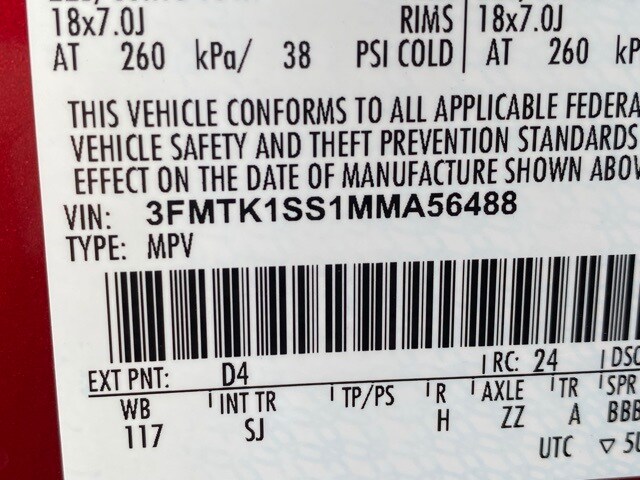 18x7.0J RIMS 18x7.0J
AT 260 kPa/ 38 PSI COLD AT 260
THIS VEHICLE CONFORMS TO ALL APPLICABLE FEDERA
VEHICLE SAFETY AND THEFT PREVENTION STANDARDS
EFFECT ON THE DATE OF MANUFACTURE SHOWN ABOV
VIN: 3FMTK1SS1MMA56488
TYPE: MPV
EXT PNT: D4 RC: 24 DSO
WB INT TR TP/PS R AXLE TR SPR
117 SJ H ZZ A BBB
UTC ▽ 5U